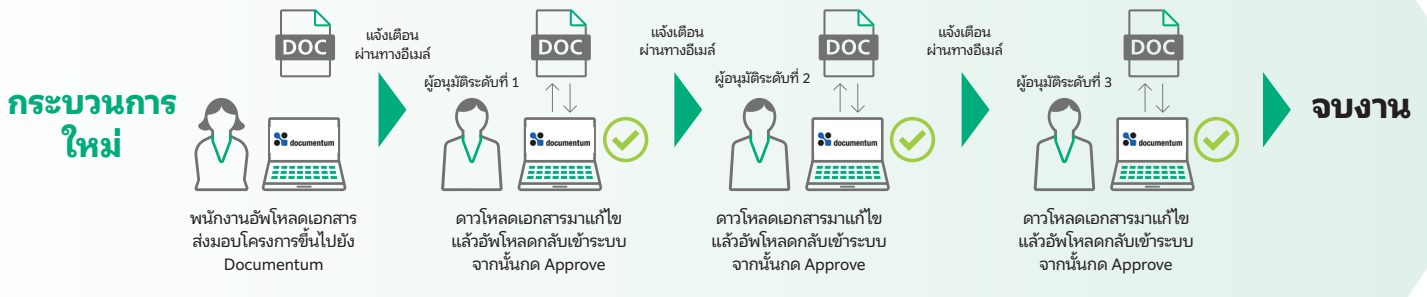 กระบวนการ
ใหม่
DOC
แจ้งเตือน
ผ่านทางอีเมล์
documentum
พนักงานอัพโหลดเอกสาร
ส่งมอบโครงการขึ้นไปยัง
Documentum
ผู้อนุมัติระดับที่ 1
DOC
documentum
ดาวโหลดเอกสารมาแก้ไข
แล้วอัพโหลดกลับเข้าระบบ
จากนั้นกด Approve
แจ้งเตือน
ผ่านทางอีเมล์
ผู้อนุมัติระดับที่ 2
DOC
documentum
ดาวโหลดเอกสารมาแก้ไข
แล้วอัพโหลดกลับเข้าระบบ
จากนั้นกด Approve
แจ้งเตือน
ผ่านทางอีเมล์
ผู้อนุมัติระดับที่ 3
DOC
documentum
ดาวโหลดเอกสารมาแก้ไข
แล้วอัพโหลดกลับเข้าระบบ
จากนั้นกด Approve
จบงาน